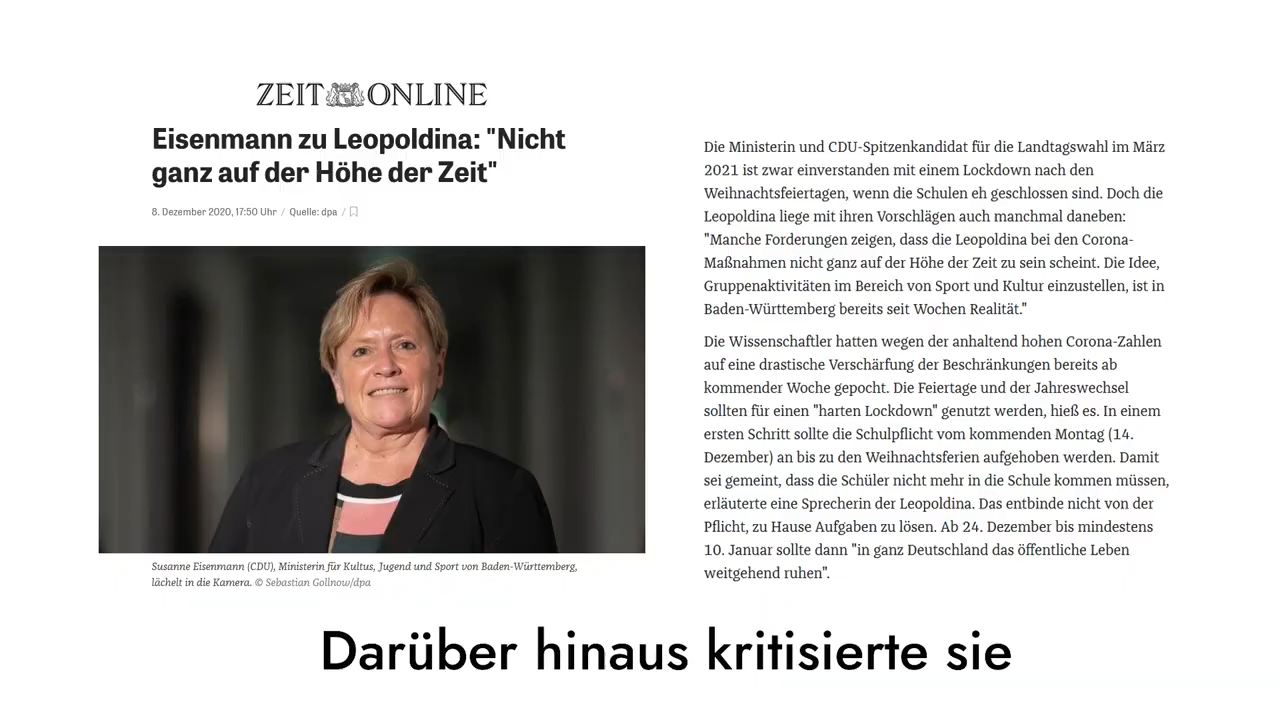 ZEIT ONLINE
Eisenmann zu Leopoldina: "Nicht
ganz auf der Höhe der Zeit"
8. Dezember 2020, 17:50 Uhr / Quelle: dpa /
Susanne Eisenmann (CDU), Ministerin für Kultus, Jugend und Sport von Baden-Württemberg,
lächelt in die Kamera. © Sebastian Gollnow/dpa
Die Ministerin und CDU-Spitzenkandidat für die Landtagswahl im März
2021 ist zwar einverstanden mit einem Lockdown nach den
Weihnachtsfeiertagen, wenn die Schulen eh geschlossen sind. Doch die
Leopoldina liege mit ihren Vorschlägen auch manchmal daneben:
"Manche Forderungen zeigen, dass die Leopoldina bei den Corona-
Maßnahmen nicht ganz auf der Höhe der Zeit zu sein scheint. Die Idee,
Gruppenaktivitäten im Bereich von Sport und Kultur einzustellen, ist in
Baden-Württemberg bereits seit Wochen Realität."
Die Wissenschaftler hatten wegen der anhaltend hohen Corona-Zahlen
auf eine drastische Verschärfung der Beschränkungen bereits ab
kommender Woche gepocht. Die Feiertage und der Jahreswechsel
sollten für einen "harten Lockdown" genutzt werden, hieß es. In einem
ersten Schritt sollte die Schulpflicht vom kommenden Montag (14.
Dezember) an bis zu den Weihnachtsferien aufgehoben werden. Damit
sei gemeint, dass die Schüler nicht mehr in die Schule kommen müssen,
erläuterte eine Sprecherin der Leopoldina. Das entbinde nicht von der
Pflicht, zu Hause Aufgaben zu lösen. Ab 24. Dezember bis mindestens
10. Januar sollte dann "in ganz Deutschland das öffentliche Leben
weitgehend ruhen".
Darüber hinaus kritisierte sie